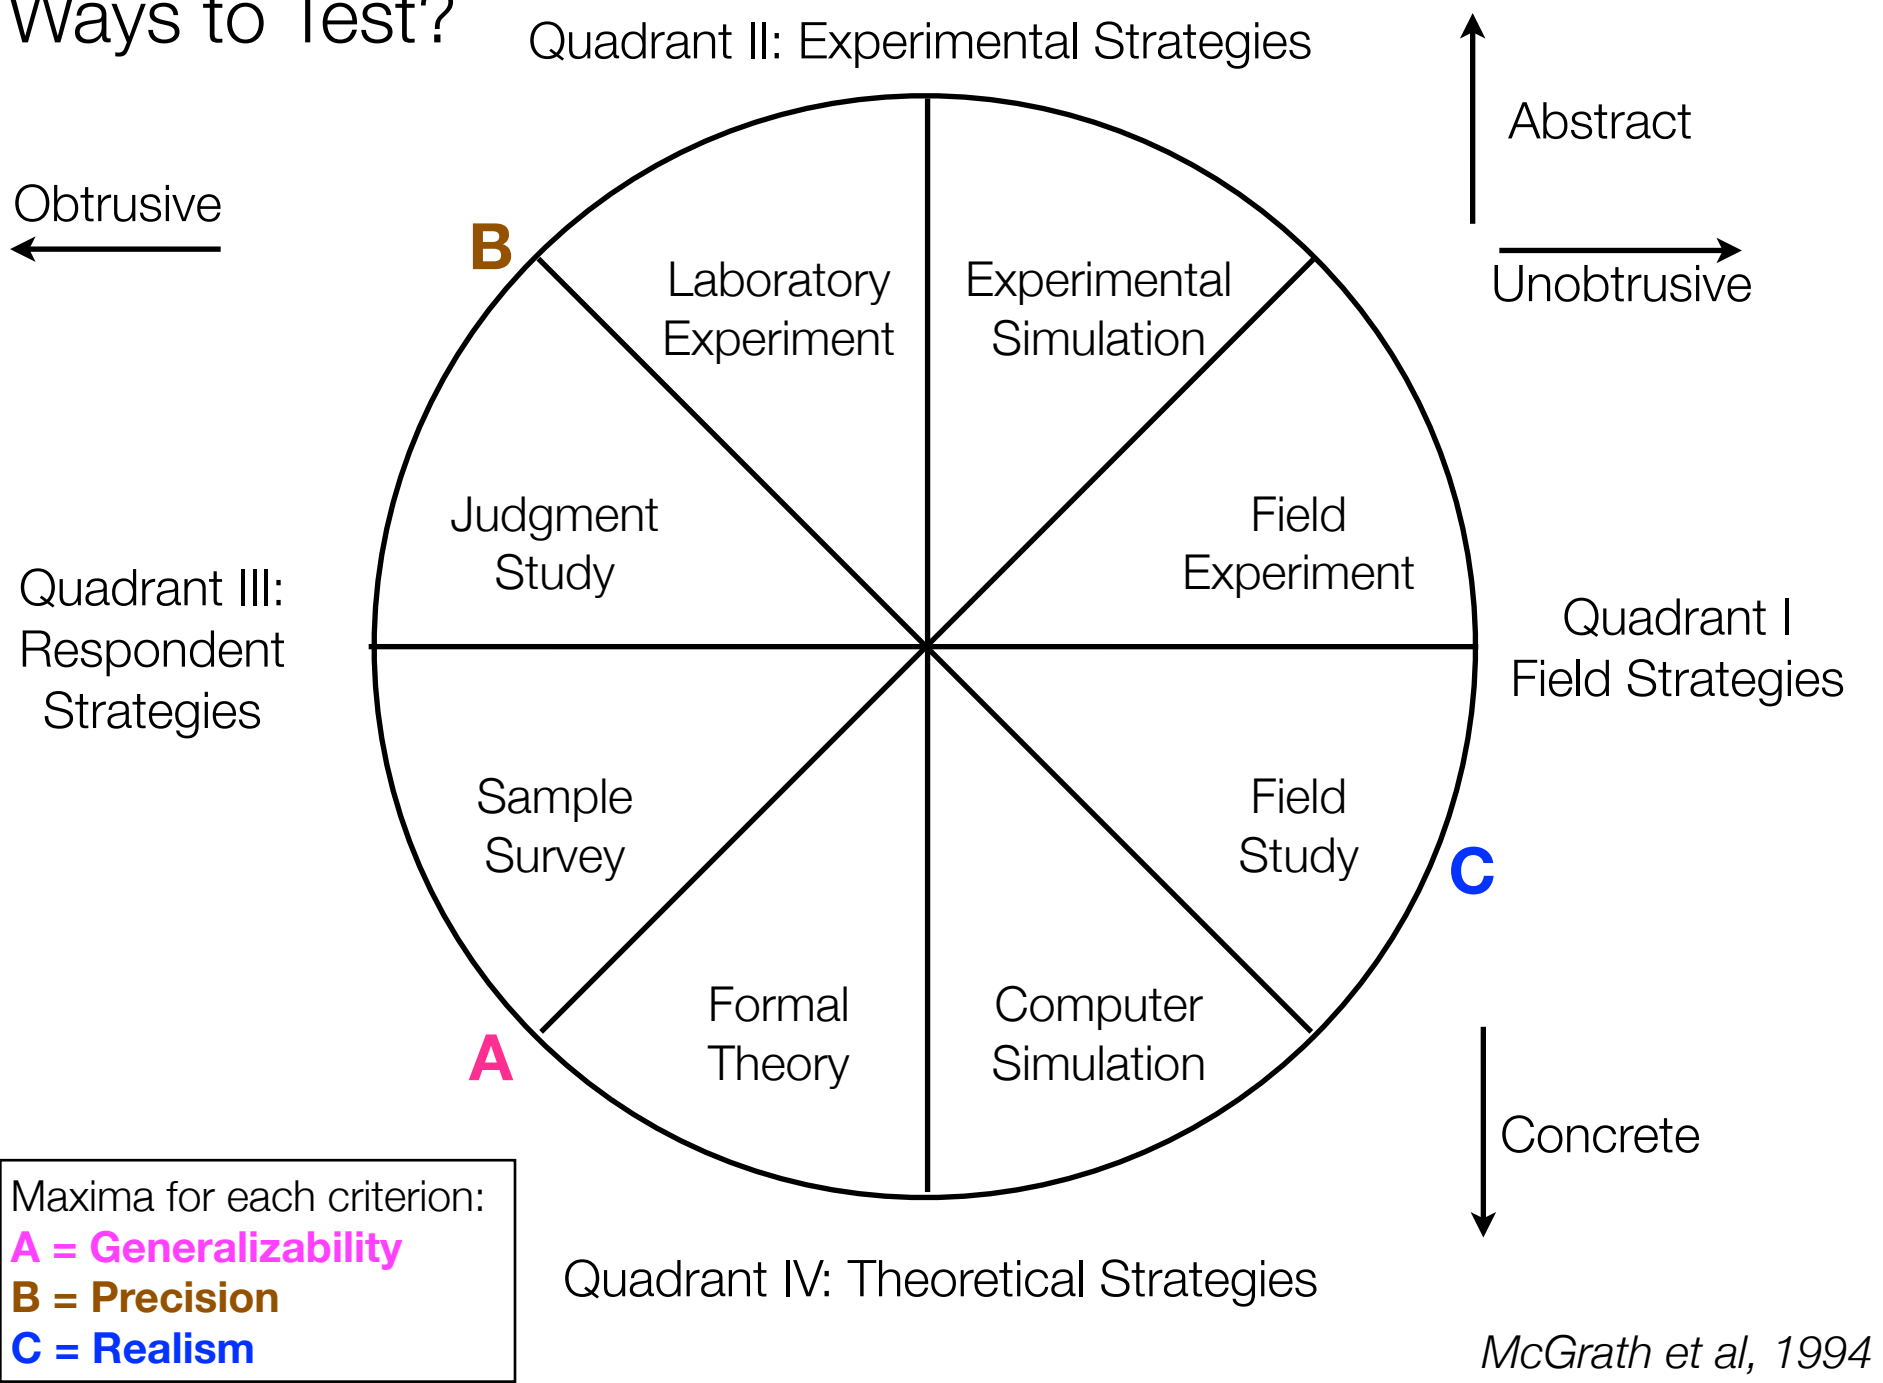 Ways to Test?
Quadrant II: Experimental Strategies
Abstract
Obtrusive
Unobtrusive
B
Laboratory
Experiment
Experimental
Simulation
Judgment
Study
Field
Experiment
Quadrant III:
Respondent
Strategies
Quadrant I
Field Strategies
Sample
Survey
Field
Study
C
Formal
Theory
Computer
Simulation
A
Concrete
Maxima for each criterion:
A = Generalizability
B = Precision
C = Realism
Quadrant IV: Theoretical Strategies
McGrath et al, 1994